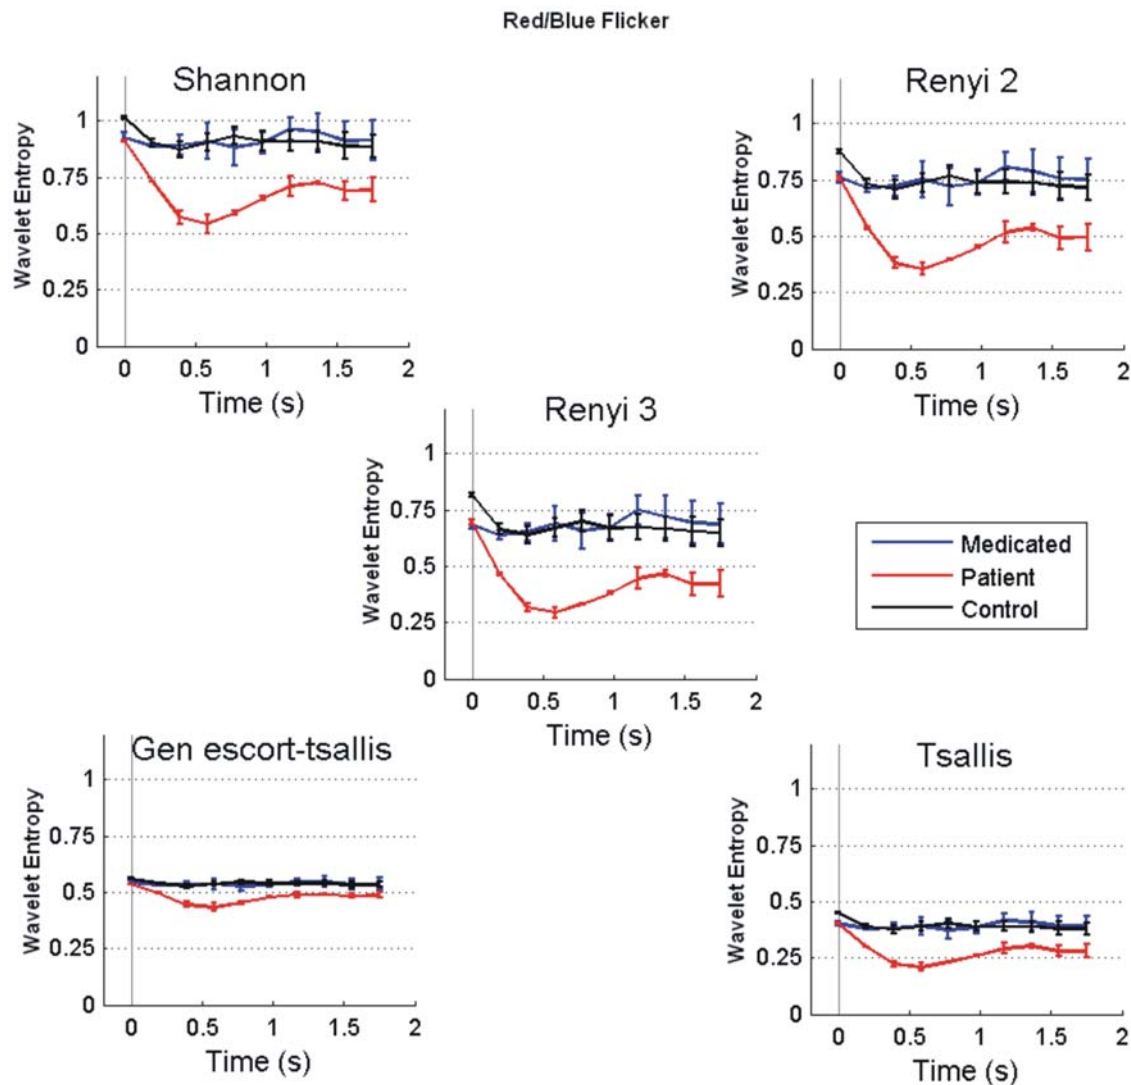 Red/Blue Flicker
Shannon
Wavelet Entropy
1
0.75
0.5
0.25
0
0 0.5 1 1.5 2
Time (s)
Renyi 2
Wavelet Entropy
1
0.75
0.5
0.25
0
0 0.5 1 1.5 2
Time (s)
Renyi 3
Wavelet Entropy
1
0.75
0.5
0.25
0
0 0.5 1 1.5 2
Time (s)
Medicated
Patient
Control
Gen escort-tsallis
Wavelet Entropy
1
0.75
0.5
0.25
0
0 0.5 1 1.5 2
Time (s)
Tsallis
Wavelet Entropy
1
0.75
0.5
0.25
0
0 0.5 1 1.5 2
Time (s)